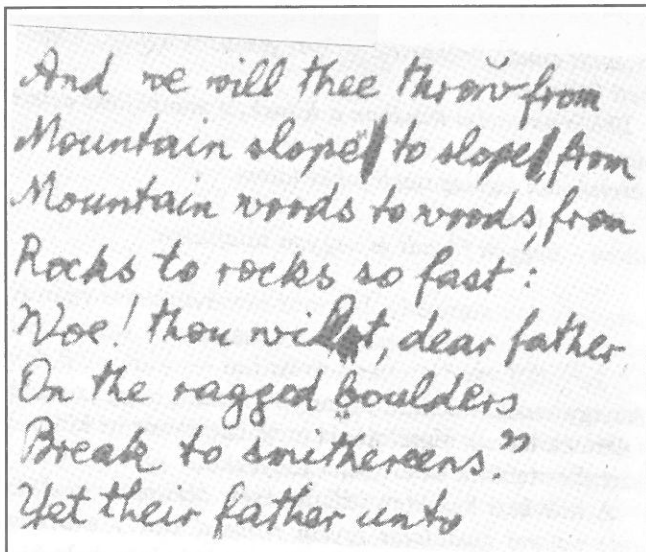 And we will thee throw from
Mountain slope to slope, from
Mountain woods to woods, from
Rocks to rocks so fast:
Woe! thou wilt, dear father
On the ragged boulders
Break to smithereens."
Yet their father unto